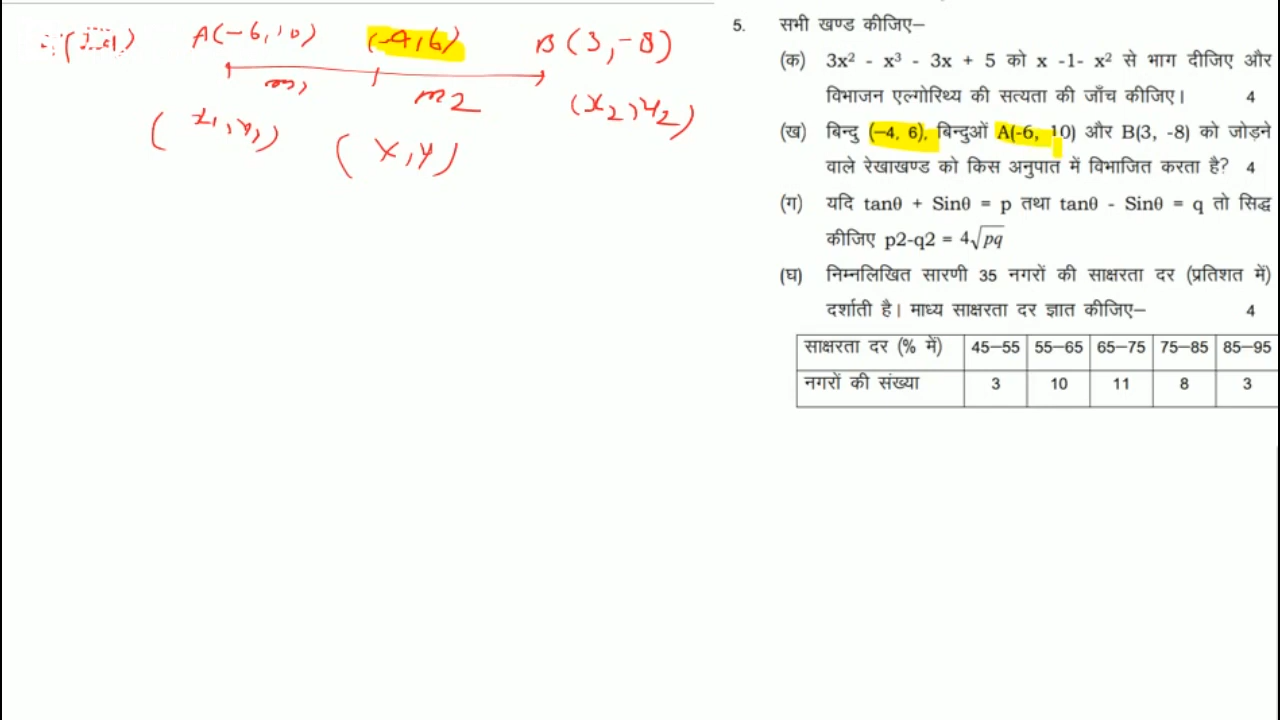 A(-6, 10) (-4, 6) B (3, -8)
m1 m2
(x1, y1) (x, y) (x2, y2)
5. सभी खण्ड कीजिए–
(क) 3x² - x³ - 3x + 5 को x -1- x² से भाग दीजिए और
विभाजन एल्गोरिथ्य की सत्यता की जाँच कीजिए। 4
(ख) बिन्दु (–4, 6), बिन्दुओं A(-6, 10) और B(3, -8) को जोड़ने
वाले रेखाखण्ड को किस अनुपात में विभाजित करता है? 4
(ग) यदि tanθ + Sinθ = p तथा tanθ - Sinθ = q तो सिद्ध
कीजिए p2-q2 = 4√pq
(घ) निम्नलिखित सारणी 35 नगरों की साक्षरता दर (प्रतिशत में)
दर्शाती है। माध्य साक्षरता दर ज्ञात कीजिए– 4
साक्षरता दर (% में) 45–55 55–65 65–75 75–85 85–95
नगरों की संख्या 3 10 11 8 3